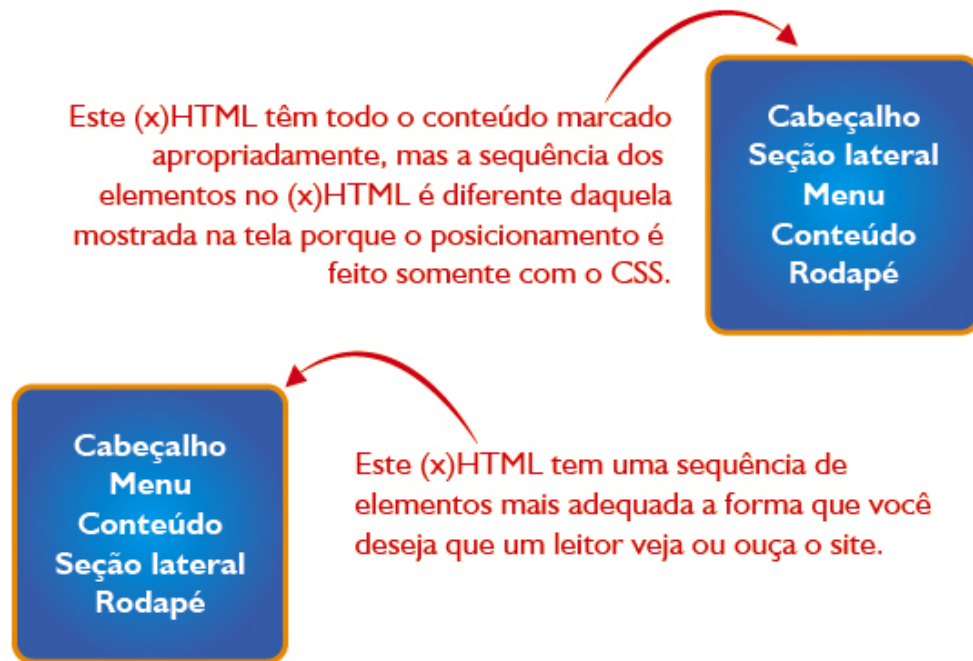 Este (x)HTML têm todo o conteúdo marcado
apropriadamente, mas a sequência dos
elementos no (x)HTML é diferente daquela
mostrada na tela porque o posicionamento é
feito somente com o CSS.
Cabeçalho
Seção lateral
Menu
Conteúdo
Rodapé
Cabeçalho
Menu
Conteúdo
Seção lateral
Rodapé
Este (x)HTML tem uma sequência de
elementos mais adequada a forma que você
deseja que um leitor veja ou ouça o site.